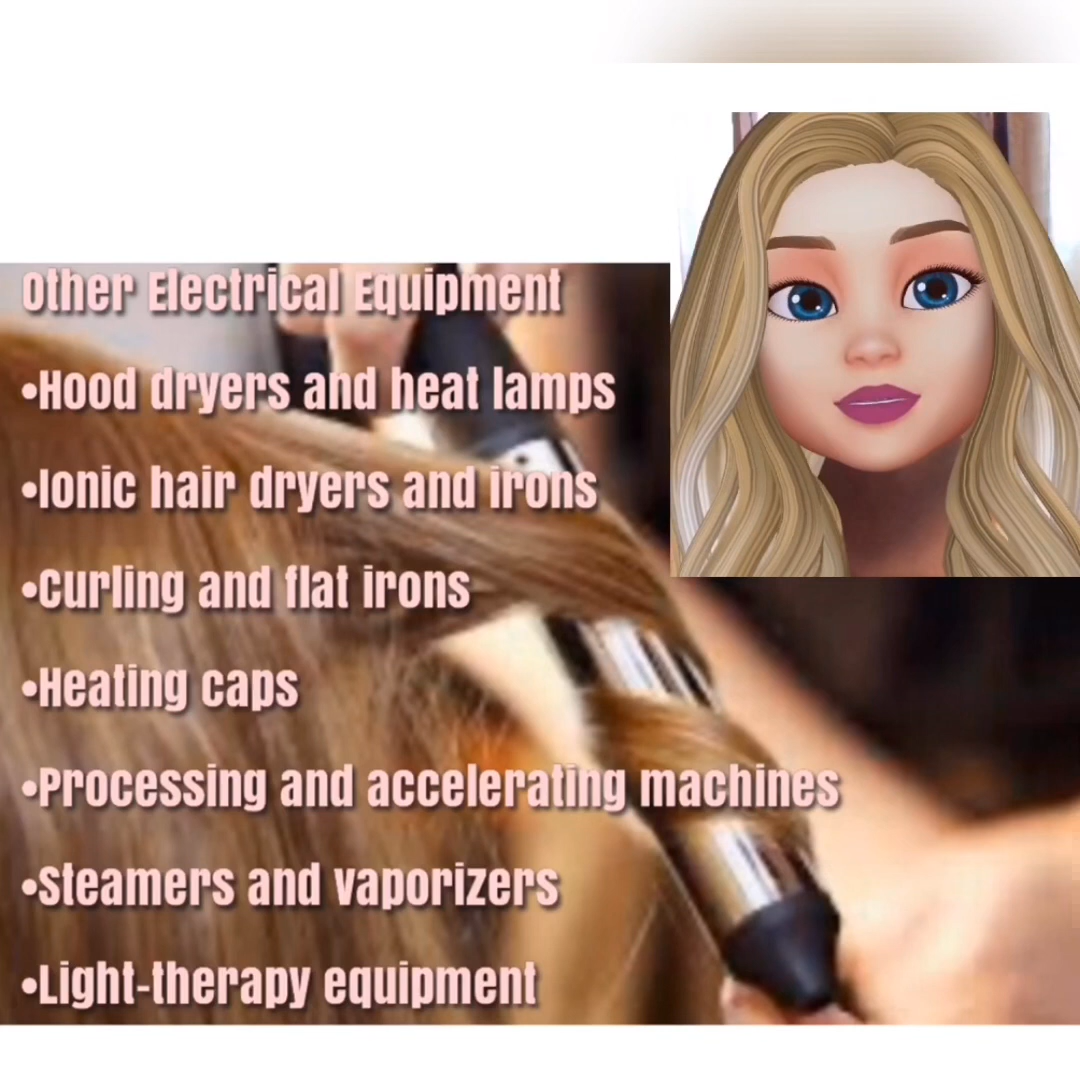 Other Electrical Equipment
•Hood dryers and heat lamps
•Ionic hair dryers and irons
•Curling and flat irons
•Heating caps
•Processing and accelerating machines
•Steamers and vaporizers
•Light-therapy equipment